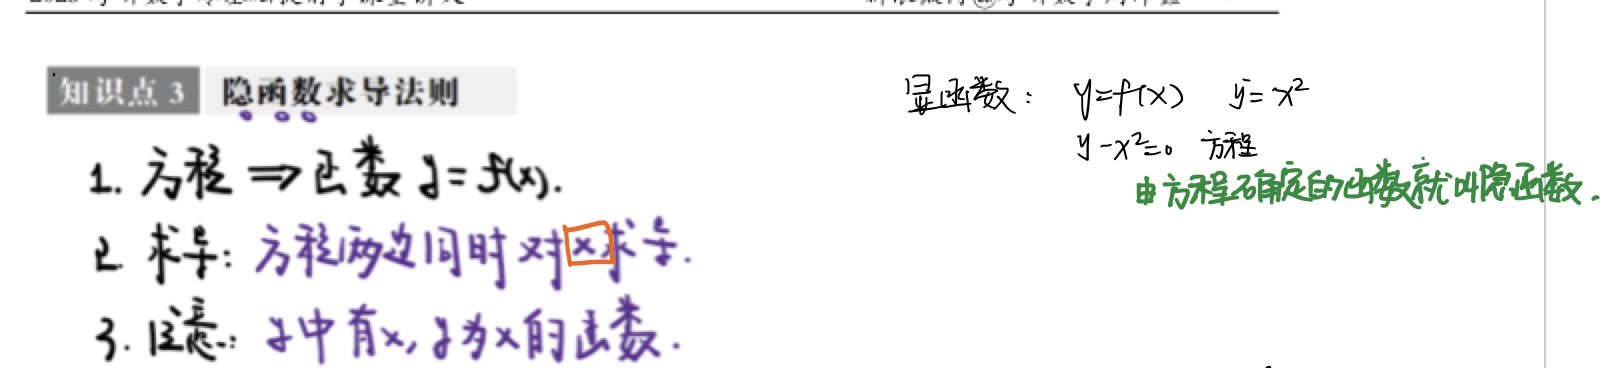 知识点 3 隐函数求导法则
1. 方程 ⇒ 函数 y = f(x).
2. 求导: 方程两边同时对x求导.
3. 注意: y中有x, y为x的函数.
显函数: y=f(x) y=x²
y-x²=0 方程
由方程确定的函数就叫隐函数.